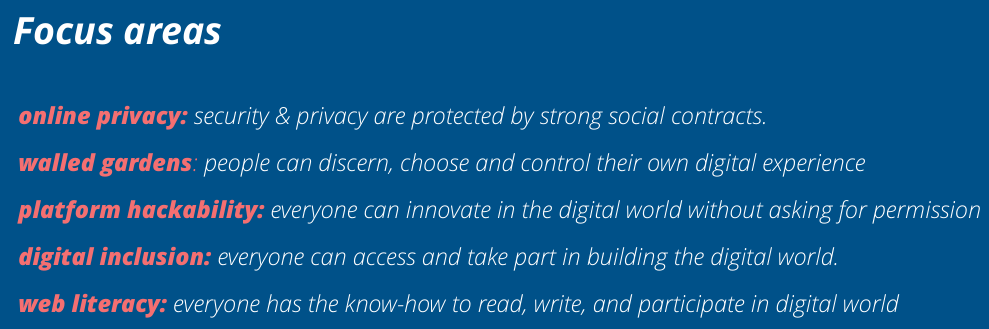 Focus areas
online privacy: security & privacy are protected by strong social contracts.
walled gardens: people can discern, choose and control their own digital experience
platform hackability: everyone can innovate in the digital world without asking for permission
digital inclusion: everyone can access and take part in building the digital world.
web literacy: everyone has the know-how to read, write, and participate in digital world